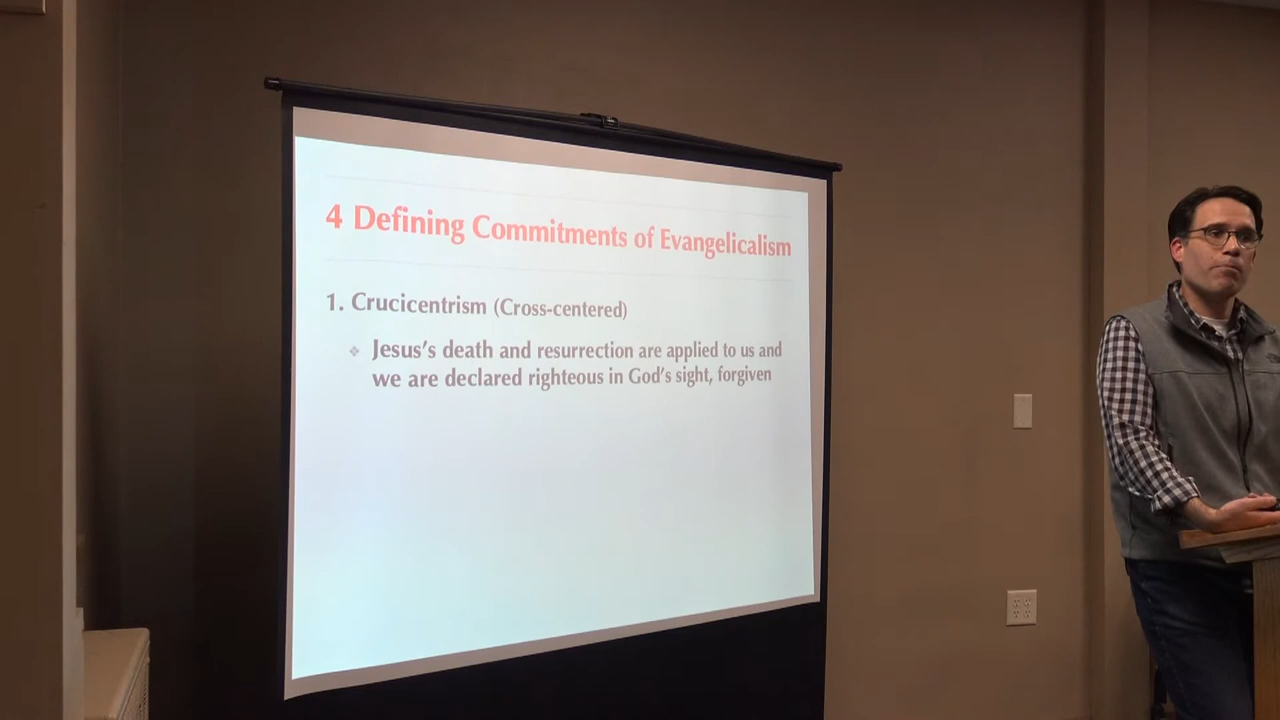 4 Defining Commitments of Evangelicalism
1. Crucicentrism (Cross-centered)
❖ Jesus's death and resurrection are applied to us and
we are declared righteous in God's sight, forgiven